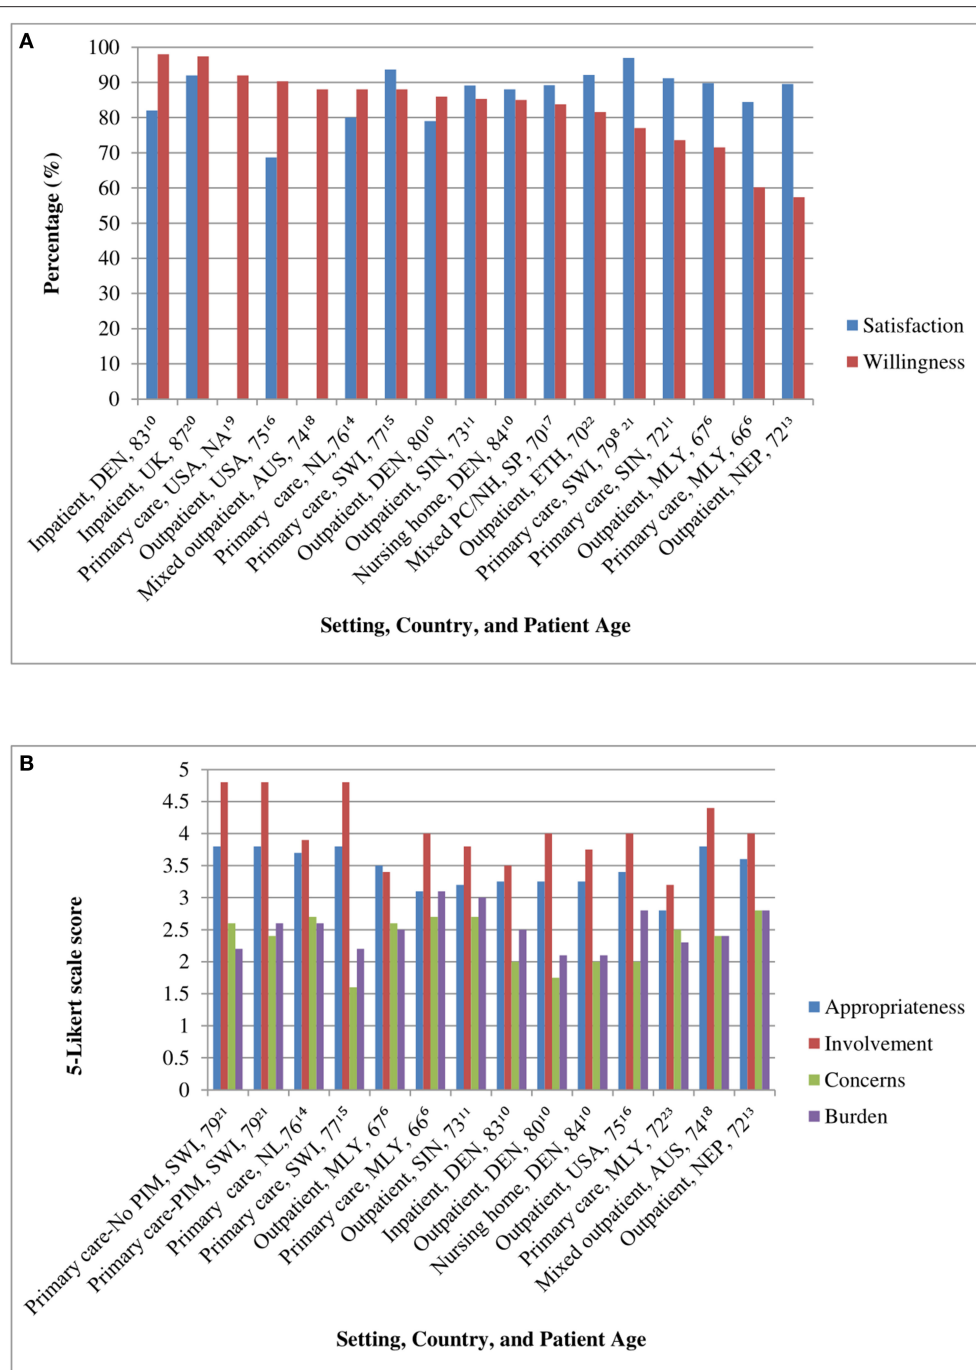 A
100
90
80
70
60
50
40
30
20
10
0
Percentage (%)
Inpatient, DEN, 83¹⁰
Inpatient, UK, 87²⁰
Primary care, USA, NA¹⁹
Outpatient, USA, 75¹⁶
Mixed outpatient, AUS, 74¹⁸
Primary care, NL,76¹⁴
Primary care, SWI, 77¹⁵
Outpatient, DEN, 80¹⁰
Outpatient, SIN, 73¹¹
Nursing home, DEN, 84¹⁰
Mixed PC/NH, SP, 70¹⁷
Outpatient, ETH, 70²²
Primary care, SWI, 79⁸ ²¹
Primary care, SIN, 72¹¹
Outpatient, MLY, 67⁶
Primary care, MLY, 66⁶
Outpatient, NEP, 72¹³
Setting, Country, and Patient Age
Satisfaction
Willingness
B
5
4.5
4
3.5
3
2.5
2
1.5
1
0.5
0
5-Likert scale score
Primary care-No PIM, SWI, 79²¹
Primary care-PIM, SWI, 79²¹
Primary care, NL,76¹⁴
Primary care, SWI, 77¹⁵
Outpatient, MLY, 67⁶
Primary care, MLY, 66⁶
Outpatient, SIN, 73¹¹
Inpatient, DEN, 83¹⁰
Outpatient, DEN, 80¹⁰
Nursing home, DEN, 84¹⁰
Outpatient, USA, 75¹⁶
Primary care, MLY, 72²³
Mixed outpatient, AUS, 74¹⁸
Outpatient, NEP, 72¹³
Setting, Country, and Patient Age
Appropriateness
Involvement
Concerns
Burden